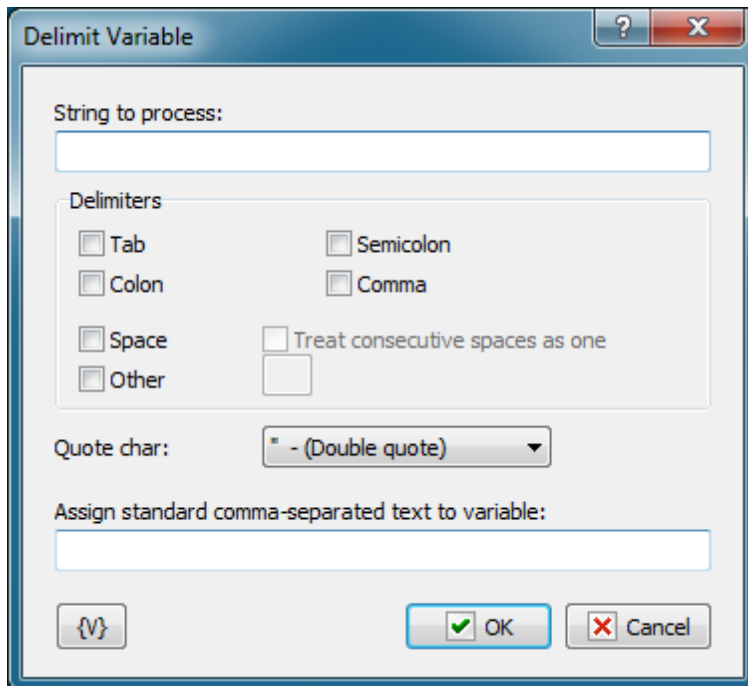 Delimit Variable
?
String to process:
Delimiters
Tab
Semicolon
Colon
Comma
Space
Treat consecutive spaces as one
Other
Quote char:
" - (Double quote)
Assign standard comma-separated text to variable:
{V}
OK
Cancel